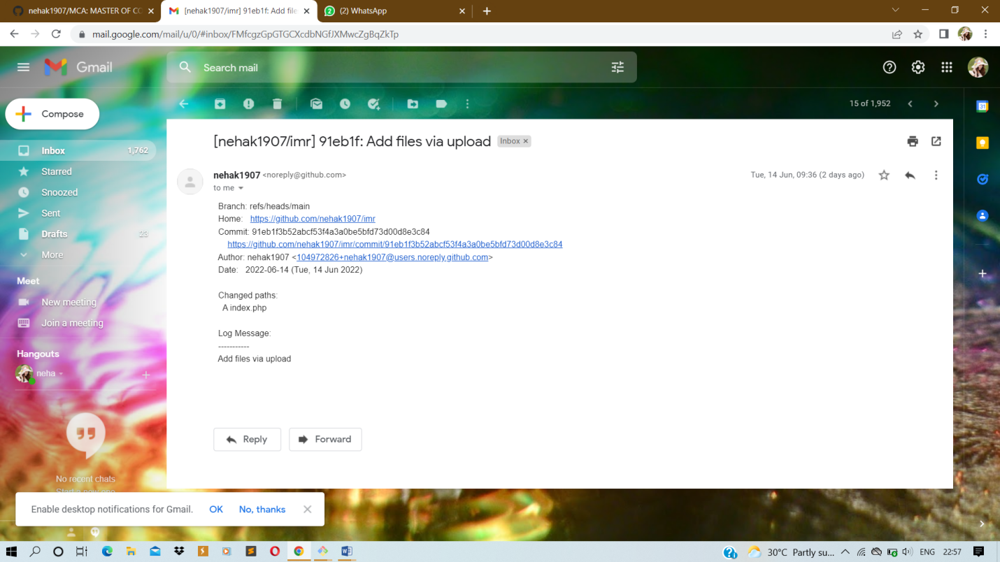 nehak1907/MCA: MASTER OF CO
[nehak1907/imr] 91eb1f: Add file
(2) WhatsApp
mail.google.com/mail/u/0/#inbox/FMfcgzGpGTGCXcdbNGfJXMwcZgBqZkTp
Gmail
Search mail
Compose
15 of 1,952
31
Inbox 1,762
Starred
Snoozed
Sent
Drafts 23
More
Meet
New meeting
Join a meeting
Hangouts
neha
No recent chats
Start a new one
[nehak1907/imr] 91eb1f: Add files via upload Inbox
nehak1907 <noreply@github.com> Tue, 14 Jun, 09:36 (2 days ago)
to me
Branch: refs/heads/main
Home: https://github.com/nehak1907/imr
Commit: 91eb1f3b52abcf53f4a3a0be5bfd73d00d8e3c84
https://github.com/nehak1907/imr/commit/91eb1f3b52abcf53f4a3a0be5bfd73d00d8e3c84
Author: nehak1907 <104972826+nehak1907@users.noreply.github.com>
Date: 2022-06-14 (Tue, 14 Jun 2022)
Changed paths:
A index.php
Log Message:
-----------
Add files via upload
Reply
Forward
Enable desktop notifications for Gmail. OK No, thanks
30°C Partly su... ENG 22:57